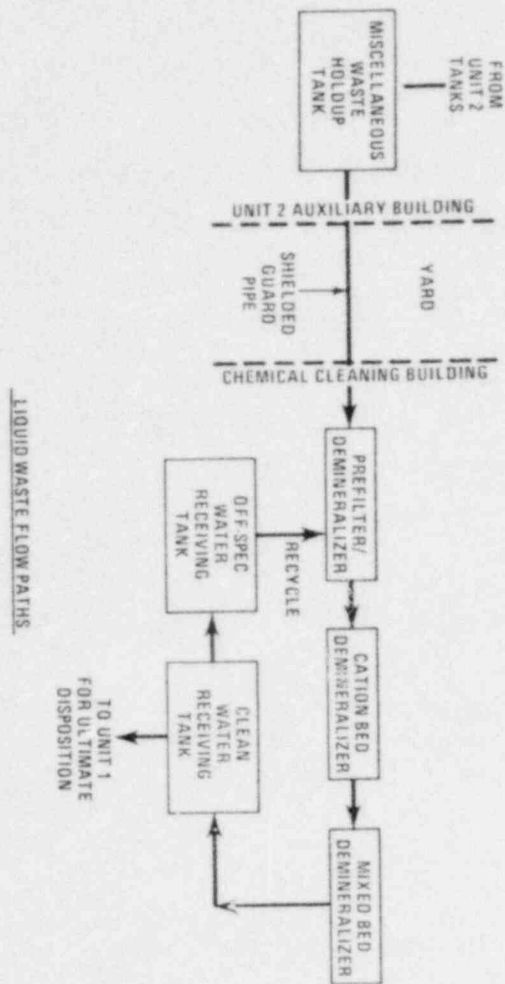 FROM
UNIT 2
TANKS
MISCELLANEOUS
WASTE
HOLDUP
TANK
UNIT 2 AUXILIARY BUILDING
YARD
SHIELDED
GUARD
PIPE
CHEMICAL CLEANING BUILDING
PREFILTER/
DEMINERALIZER
CATION BED
DEMINERALIZER
MIXED BED
DEMINERALIZER
RECYCLE
OFF-SPEC
WATER
RECEIVING
TANK
CLEAN
WATER
RECEIVING
TANK
TO UNIT 1
FOR ULTIMATE
DISPOSITION
LIQUID WASTE FLOW PATHS